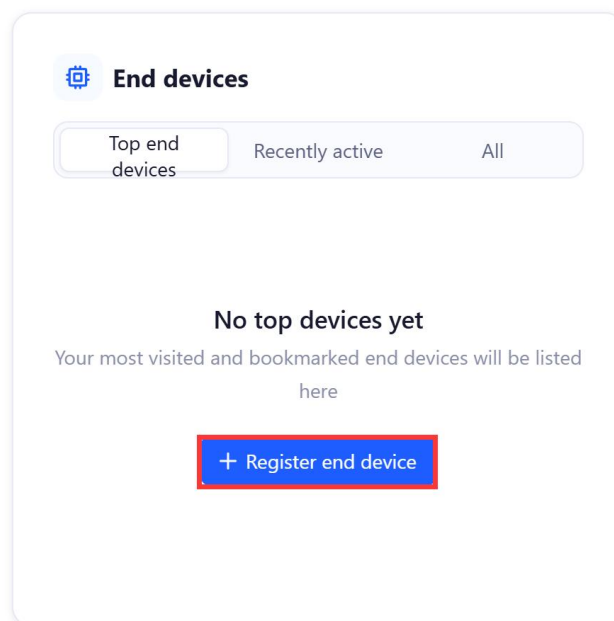 End devices
Top end
devices
Recently active
All
No top devices yet
Your most visited and bookmarked end devices will be listed
here
+ Register end device